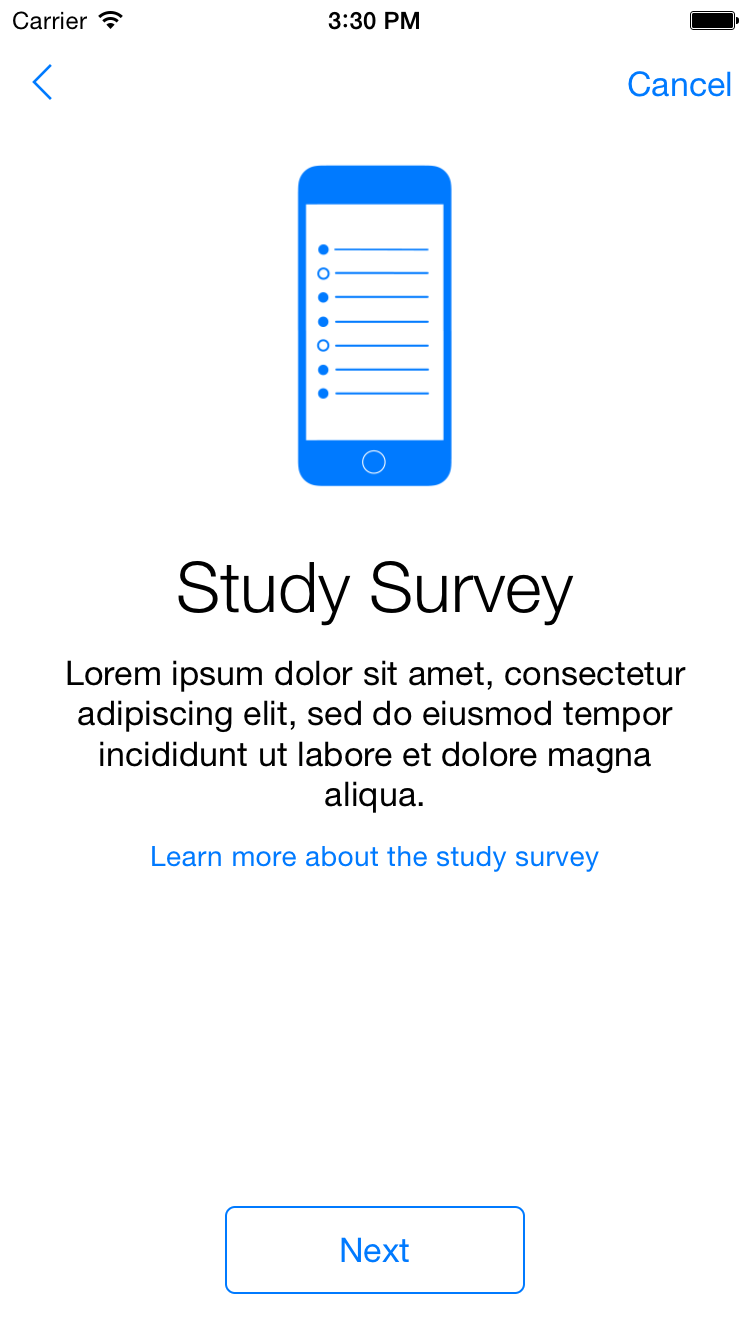 Carrier 3:30 PM
Cancel
Study Survey
Lorem ipsum dolor sit amet, consectetur
adipiscing elit, sed do eiusmod tempor
incididunt ut labore et dolore magna
aliqua.
Learn more about the study survey
Next